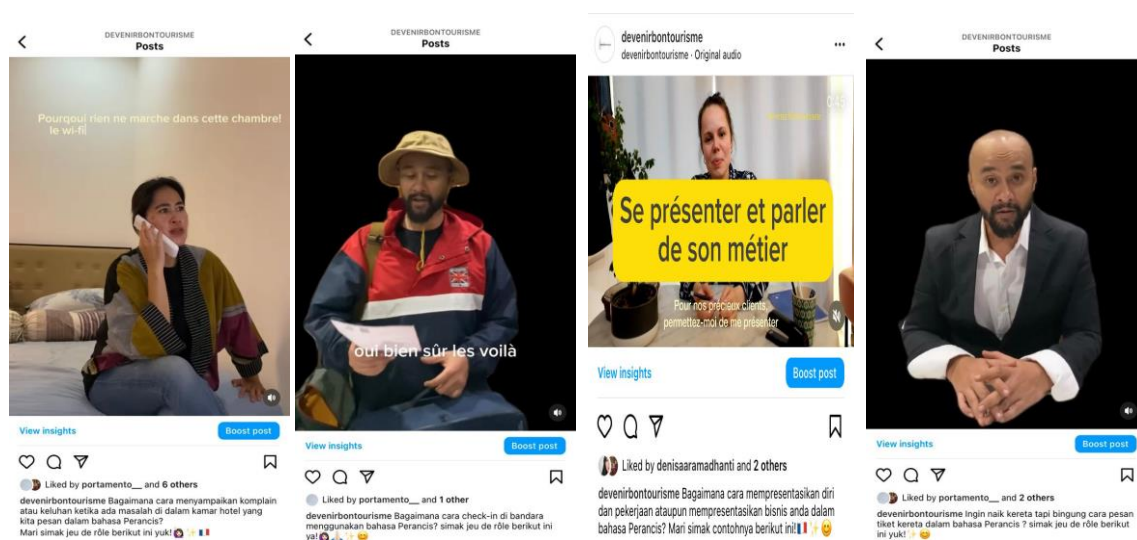 DEVENIRBONTOURISME
Posts
Pourqoui rien ne marche dans cette chambre!
le wi-fi
View insights
Boost post
Liked by portamento__ and 6 others
devenirbontourisme Bagaimana cara menyampaikan komplain
atau keluhan ketika ada masalah di dalam kamar hotel yang
kita pesan dalam bahasa Perancis?
Mari simak jeu de rôle berikut ini yuk!
DEVENIRBONTOURISME
Posts
oui bien sûr les voilà
View insights
Boost post
Liked by portamento__ and 1 other
devenirbontourisme Bagaimana cara check-in di bandara
menggunakan bahasa Perancis? simak jeu de rôle berikut ini
ya!
devenirbontourisme
devenirbontourisme · Original audio
Se présenter et parler
de son métier
Pour nos précieux clients,
permettez-moi de me présenter
View insights
Boost post
Liked by denisaaramadhanti and 2 others
devenirbontourisme Bagaimana cara mempresentasikan diri
dan pekerjaan ataupun mempresentasikan bisnis anda dalam
bahasa Perancis? Mari simak contohnya berikut ini!
DEVENIRBONTOURISME
Posts
View insights
Boost post
Liked by portamento__ and 2 others
devenirbontourisme Ingin naik kereta tapi bingung cara pesan
tiket kereta dalam bahasa Perancis ? simak jeu de rôle berikut
ini yuk!